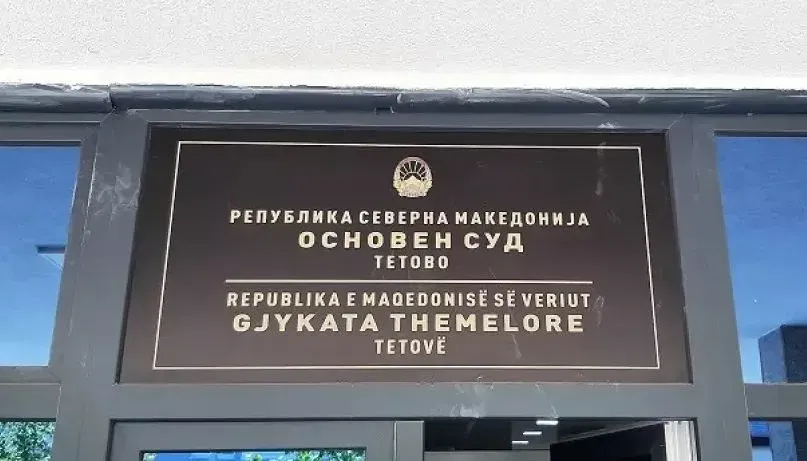 РЕПУБЛИКА СЕВЕРНА МАКЕДОНИЈА
ОСНОВЕН СУД
ТЕТОВО
REPUBLIKA E MAQEDONISË SË VERIUT
GJYKATA THEMELORE
TETOVË